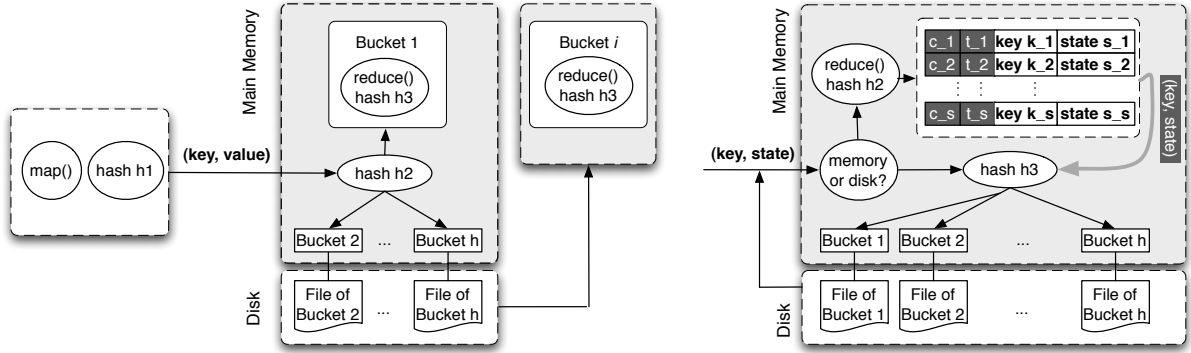 map()
hash h1
(key, value)
Main Memory
Bucket 1
reduce()
hash h3
hash h2
Bucket 2
...
Bucket h
Disk
File of
Bucket 2
...
File of
Bucket h
Bucket i
reduce()
hash h3
(key, state)
Main Memory
reduce()
hash h2
c_1 t_1 key k_1 state s_1
c_2 t_2 key k_2 state s_2
⋮ ⋮ ⋮ ⋮
c_s t_s key k_s state s_s
(key, state)
memory
or disk?
hash h3
Bucket 1
Bucket 2
...
Bucket h
Disk
File of
Bucket 1
File of
Bucket 2
...
File of
Bucket h